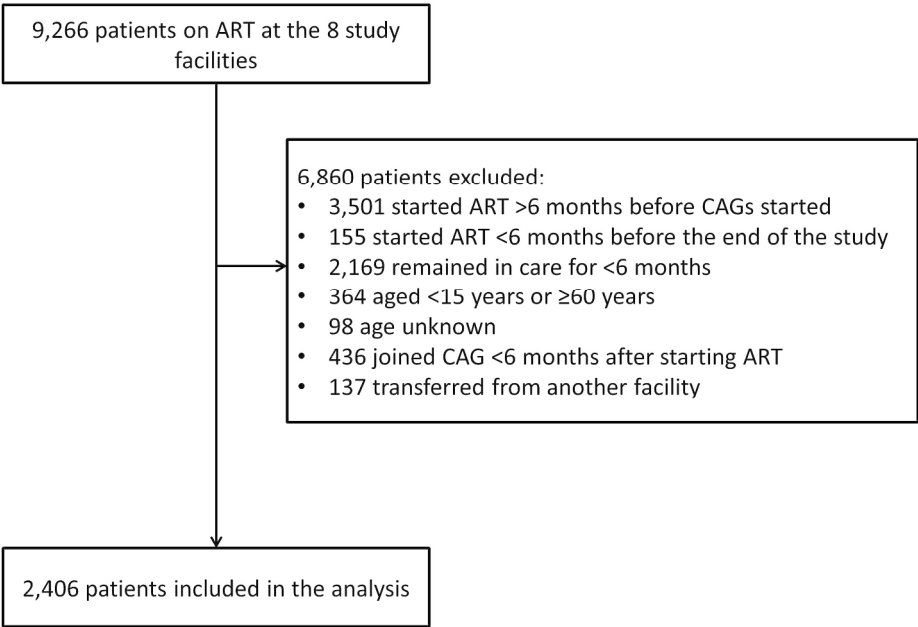 9,266 patients on ART at the 8 study
facilities
6,860 patients excluded:
• 3,501 started ART >6 months before CAGs started
• 155 started ART <6 months before the end of the study
• 2,169 remained in care for <6 months
• 364 aged <15 years or ≥60 years
• 98 age unknown
• 436 joined CAG <6 months after starting ART
• 137 transferred from another facility
2,406 patients included in the analysis